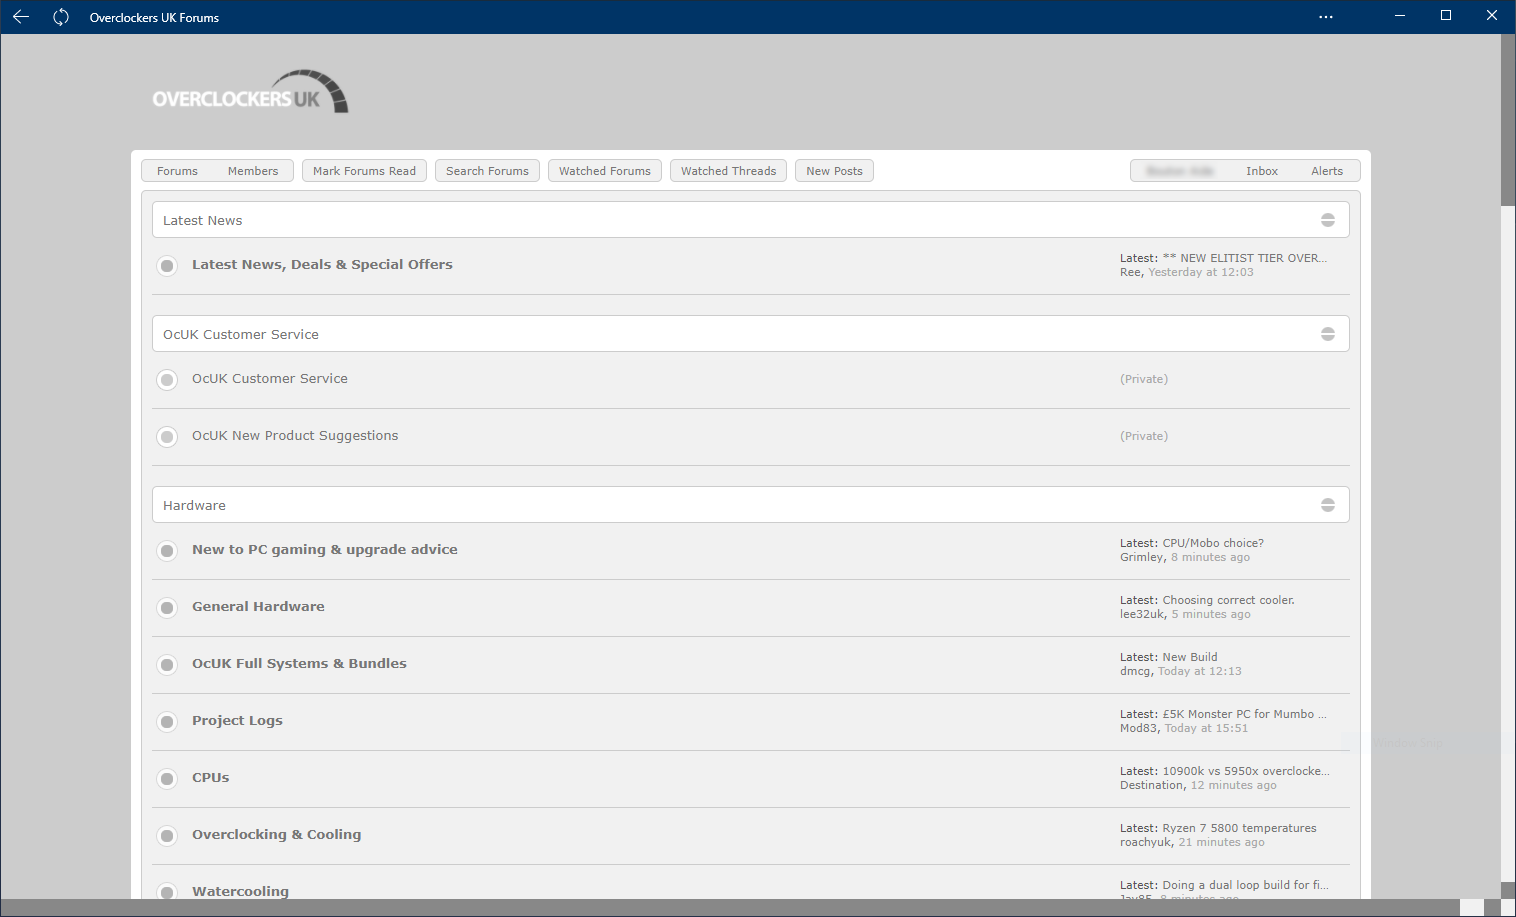 Overclockers UK Forums
OVERCLOCKERS UK
Forums Members Mark Forums Read Search Forums Watched Forums Watched Threads New Posts Inbox Alerts
Latest News
Latest News, Deals & Special Offers
Latest: ** NEW ELITIST TIER OVER...
Ree, Yesterday at 12:03
OcUK Customer Service
OcUK Customer Service
(Private)
OcUK New Product Suggestions
(Private)
Hardware
New to PC gaming & upgrade advice
Latest: CPU/Mobo choice?
Grimley, 8 minutes ago
General Hardware
Latest: Choosing correct cooler.
lee32uk, 5 minutes ago
OcUK Full Systems & Bundles
Latest: New Build
dmcg, Today at 12:13
Project Logs
Latest: £5K Monster PC for Mumbo ...
Mod83, Today at 15:51
CPUs
Latest: 10900k vs 5950x overclocke...
Destination, 12 minutes ago
Overclocking & Cooling
Latest: Ryzen 7 5800 temperatures
roachyuk, 21 minutes ago
Watercooling
Latest: Doing a dual loop build for fi...